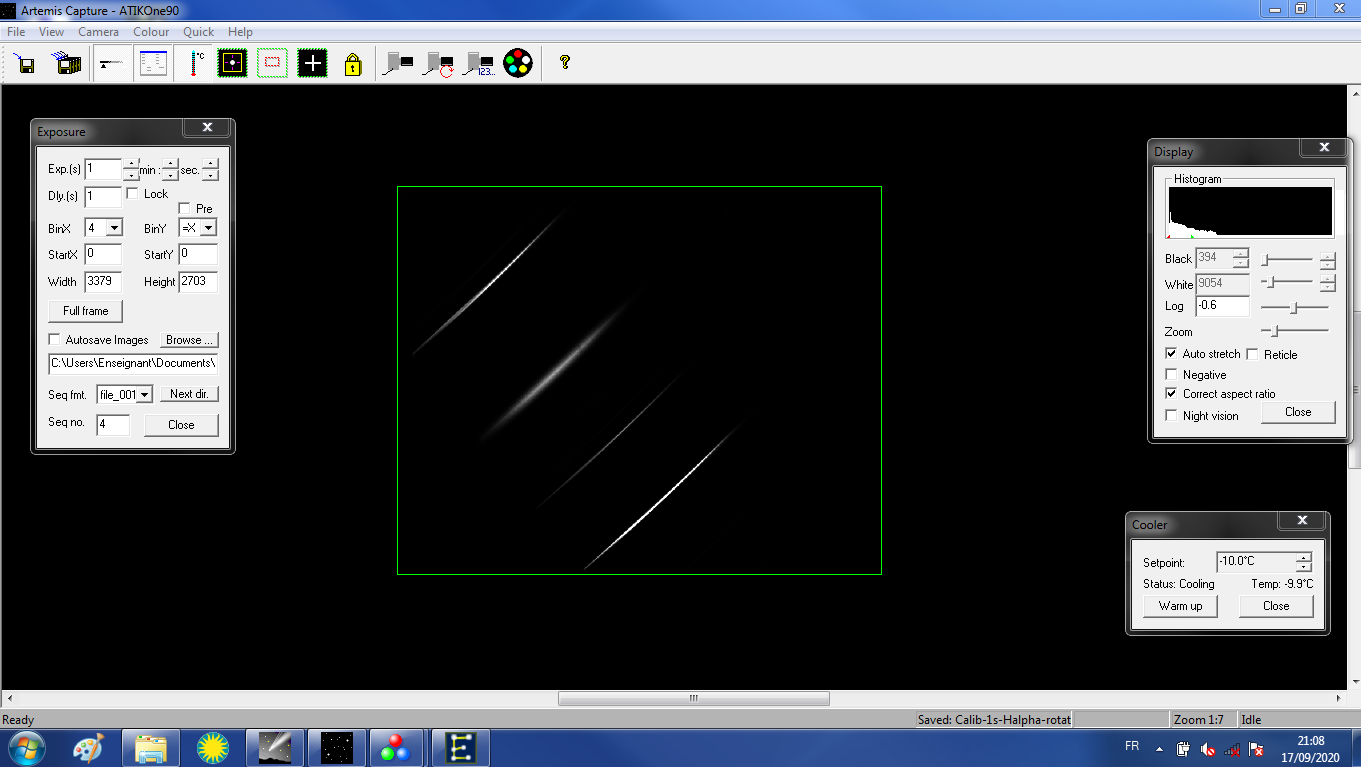 Artemis Capture - ATIKOne90
File View Camera Colour Quick Help
°C
123...
?
Exposure
Exp.(s) 1 min : sec.
Dly.(s) 1 Lock
Pre
BinX 4 BinY =X
StartX 0 StartY 0
Width 3379 Height 2703
Full frame
Autosave Images Browse ...
C:\Users\Enseignant\Documents\
Seq fmt. file_001 Next dir.
Seq no. 4 Close
Display
Histogram
Black 394
White 9054
Log -0.6
Zoom
Auto stretch Reticle
Negative
Correct aspect ratio
Night vision Close
Cooler
Setpoint: -10.0°C
Status: Cooling Temp: -9.9°C
Warm up Close
Ready Saved: Calib-1s-Halpha-rotat Zoom 1:7 Idle
E FR 21:08
17/09/2020